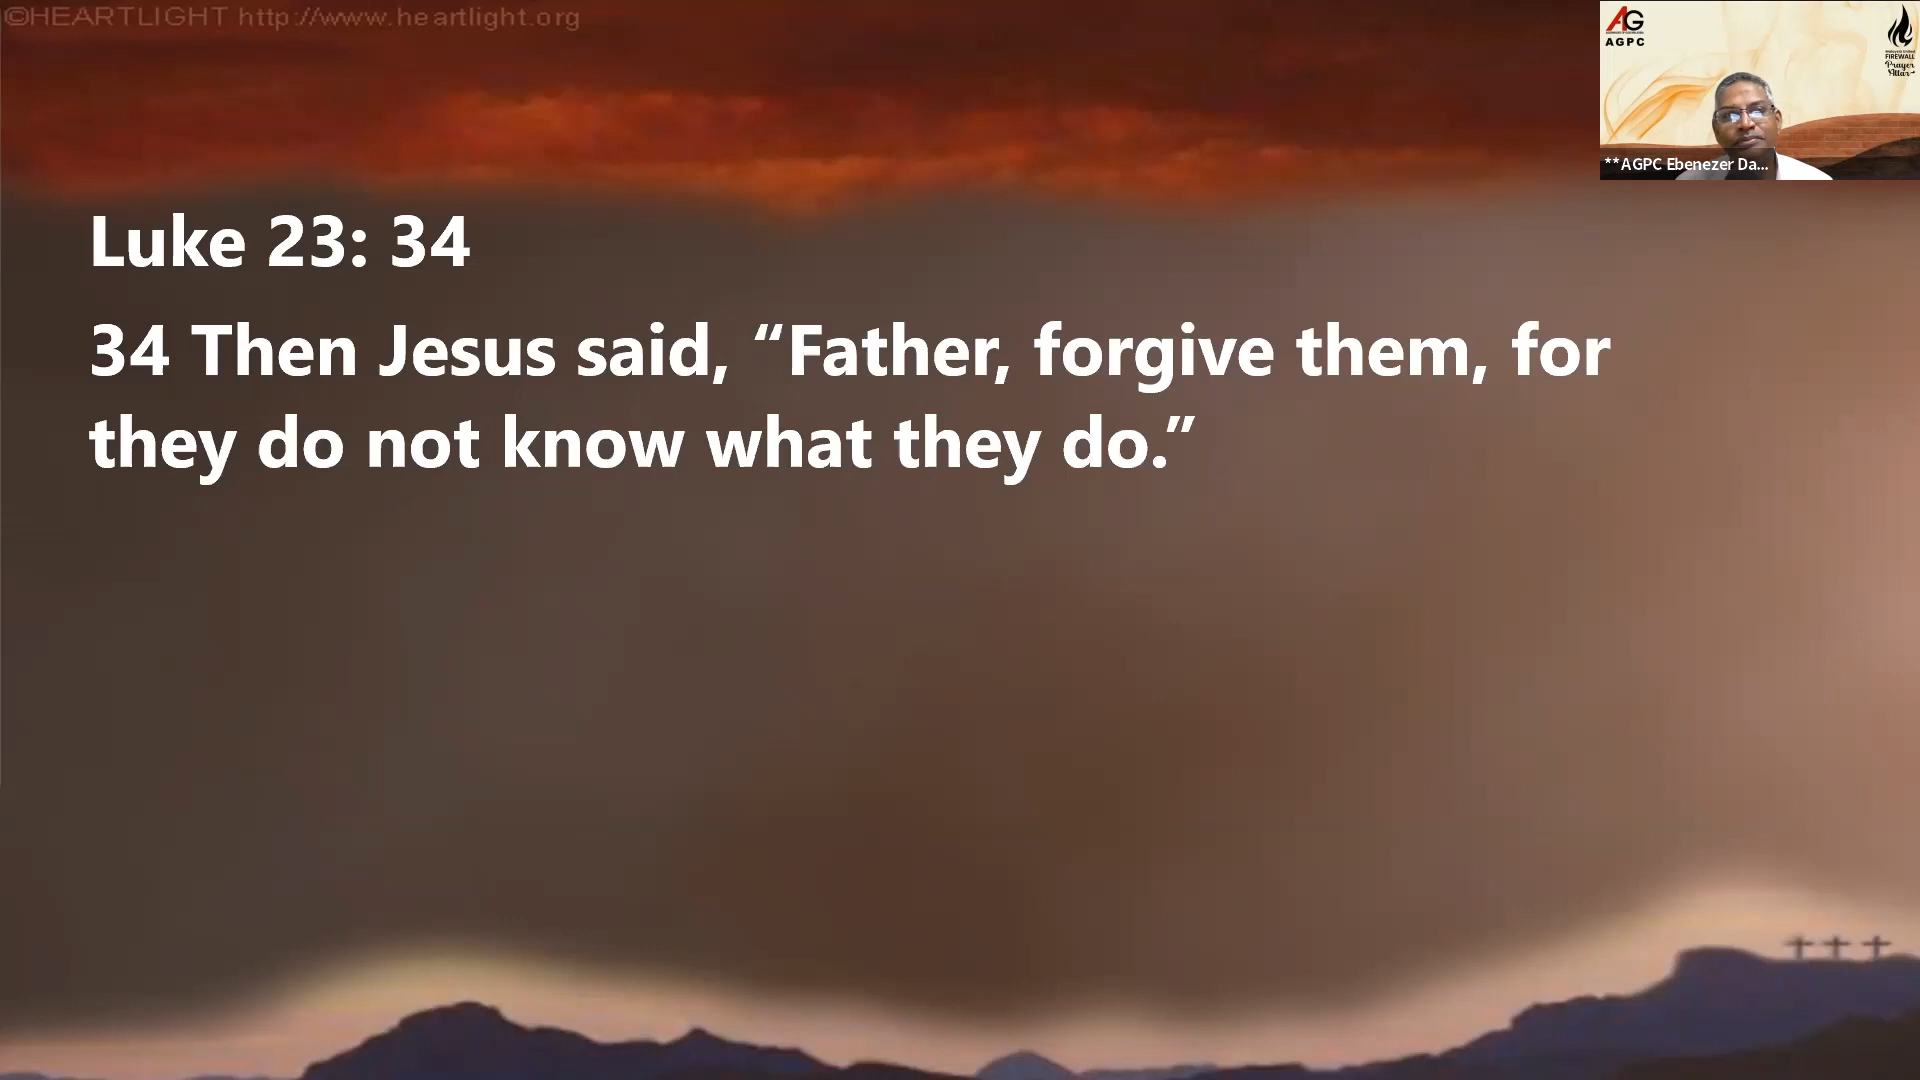 ©HEARTLIGHT http://www.heartlight.org
AG
AGPC
FIREWALL
Prayer
Altar
**AGPC Ebenezer Da...
Luke 23: 34
34 Then Jesus said, “Father, forgive them, for
they do not know what they do.”